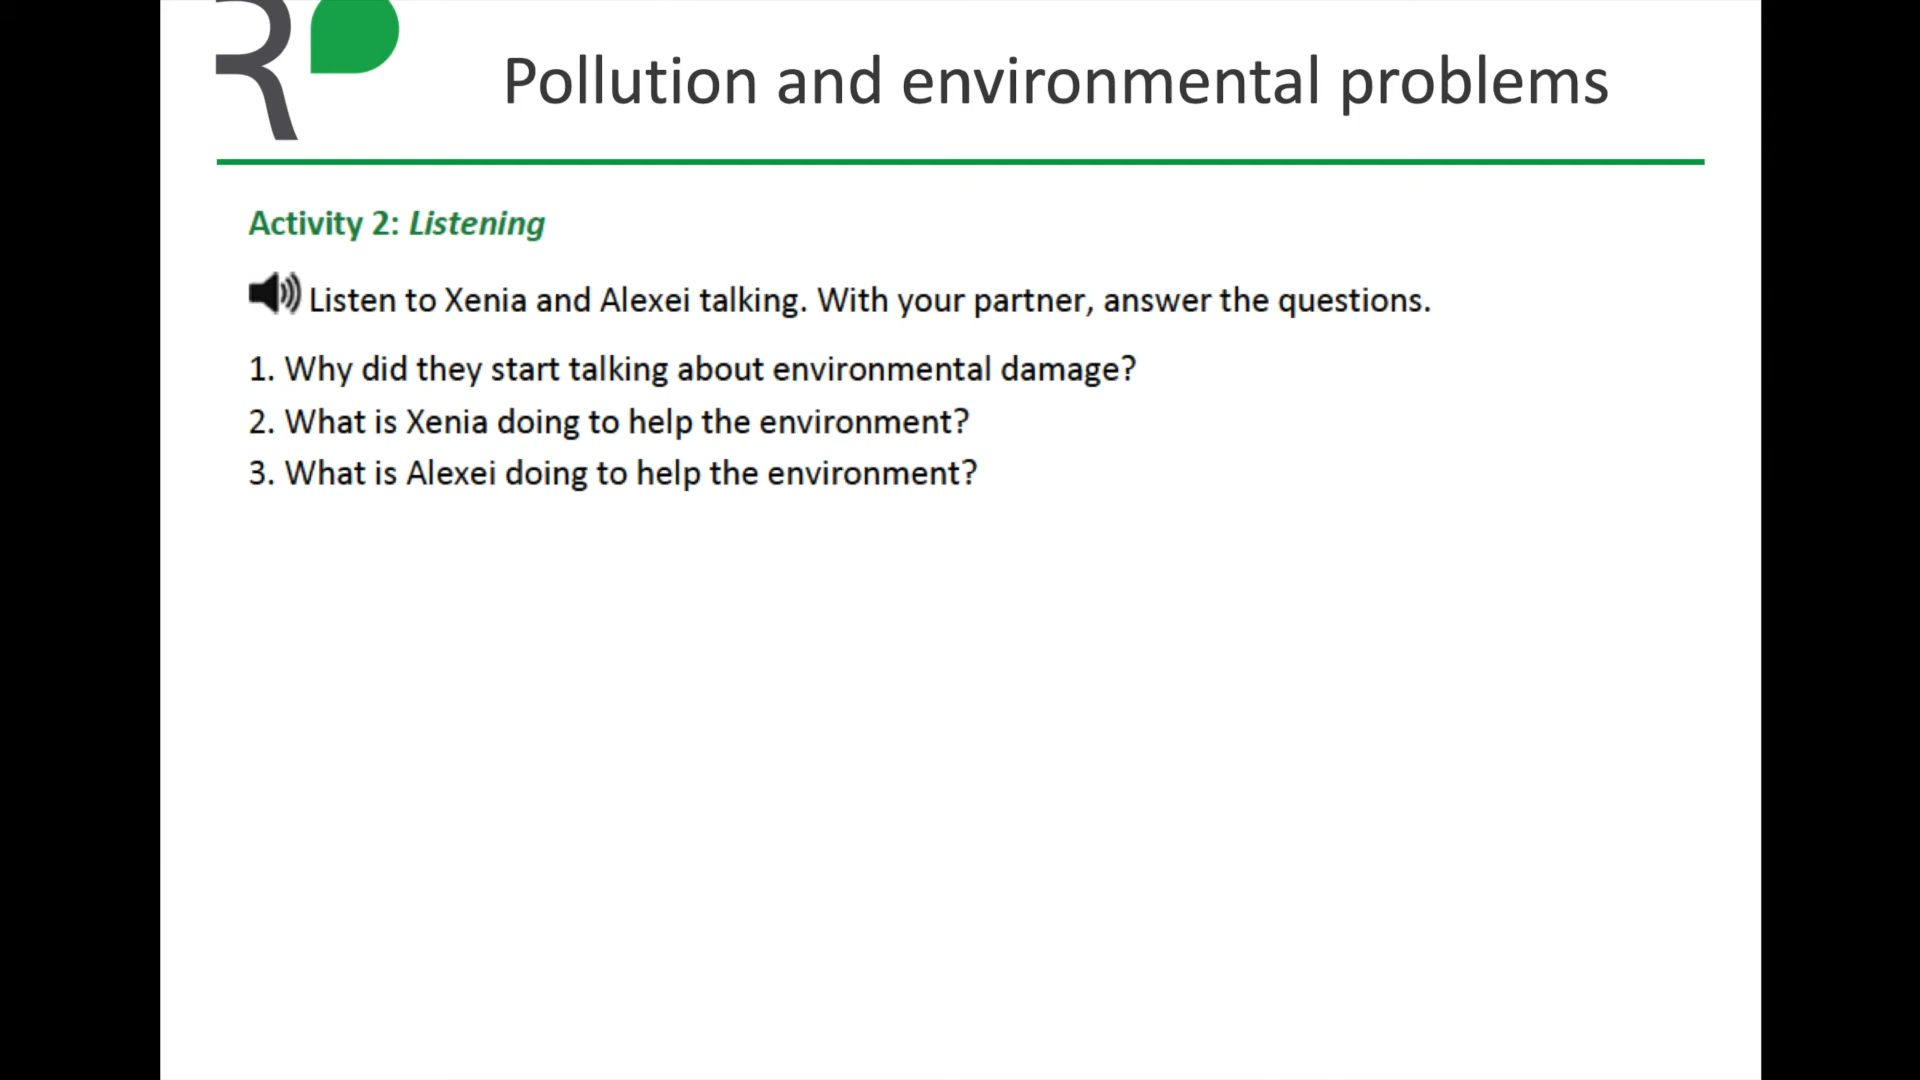 Pollution and environmental problems
Activity 2: Listening
Listen to Xenia and Alexei talking. With your partner, answer the questions.
1. Why did they start talking about environmental damage?
2. What is Xenia doing to help the environment?
3. What is Alexei doing to help the environment?